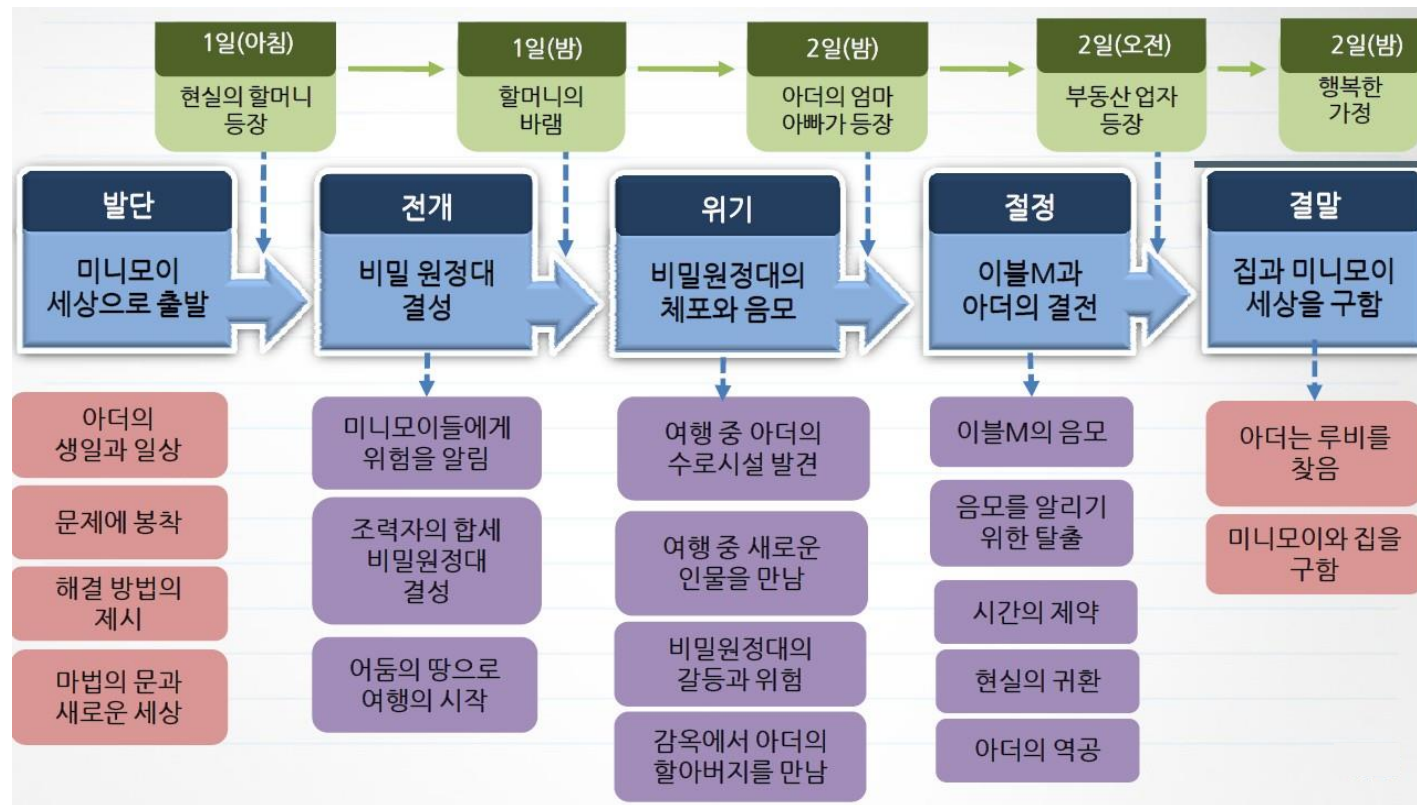 1일(아침)
현실의 할머니
등장
1일(밤)
할머니의
바램
2일(밤)
아더의 엄마
아빠가 등장
2일(오전)
부동산 업자
등장
2일(밤)
행복한
가정
발단
미니모이
세상으로 출발
전개
비밀 원정대
결성
위기
비밀원정대의
체포와 음모
절정
이블M과
아더의 결전
결말
집과 미니모이
세상을 구함
아더의
생일과 일상
문제에 봉착
해결 방법의
제시
마법의 문과
새로운 세상
미니모이들에게
위험을 알림
조력자의 합세
비밀원정대
결성
어둠의 땅으로
여행의 시작
여행 중 아더의
수로시설 발견
여행 중 새로운
인물을 만남
비밀원정대의
갈등과 위험
감옥에서 아더의
할아버지를 만남
이블M의 음모
음모를 알리기
위한 탈출
시간의 제약
현실의 귀환
아더의 역공
아더는 루비를
찾음
미니모이와 집을
구함